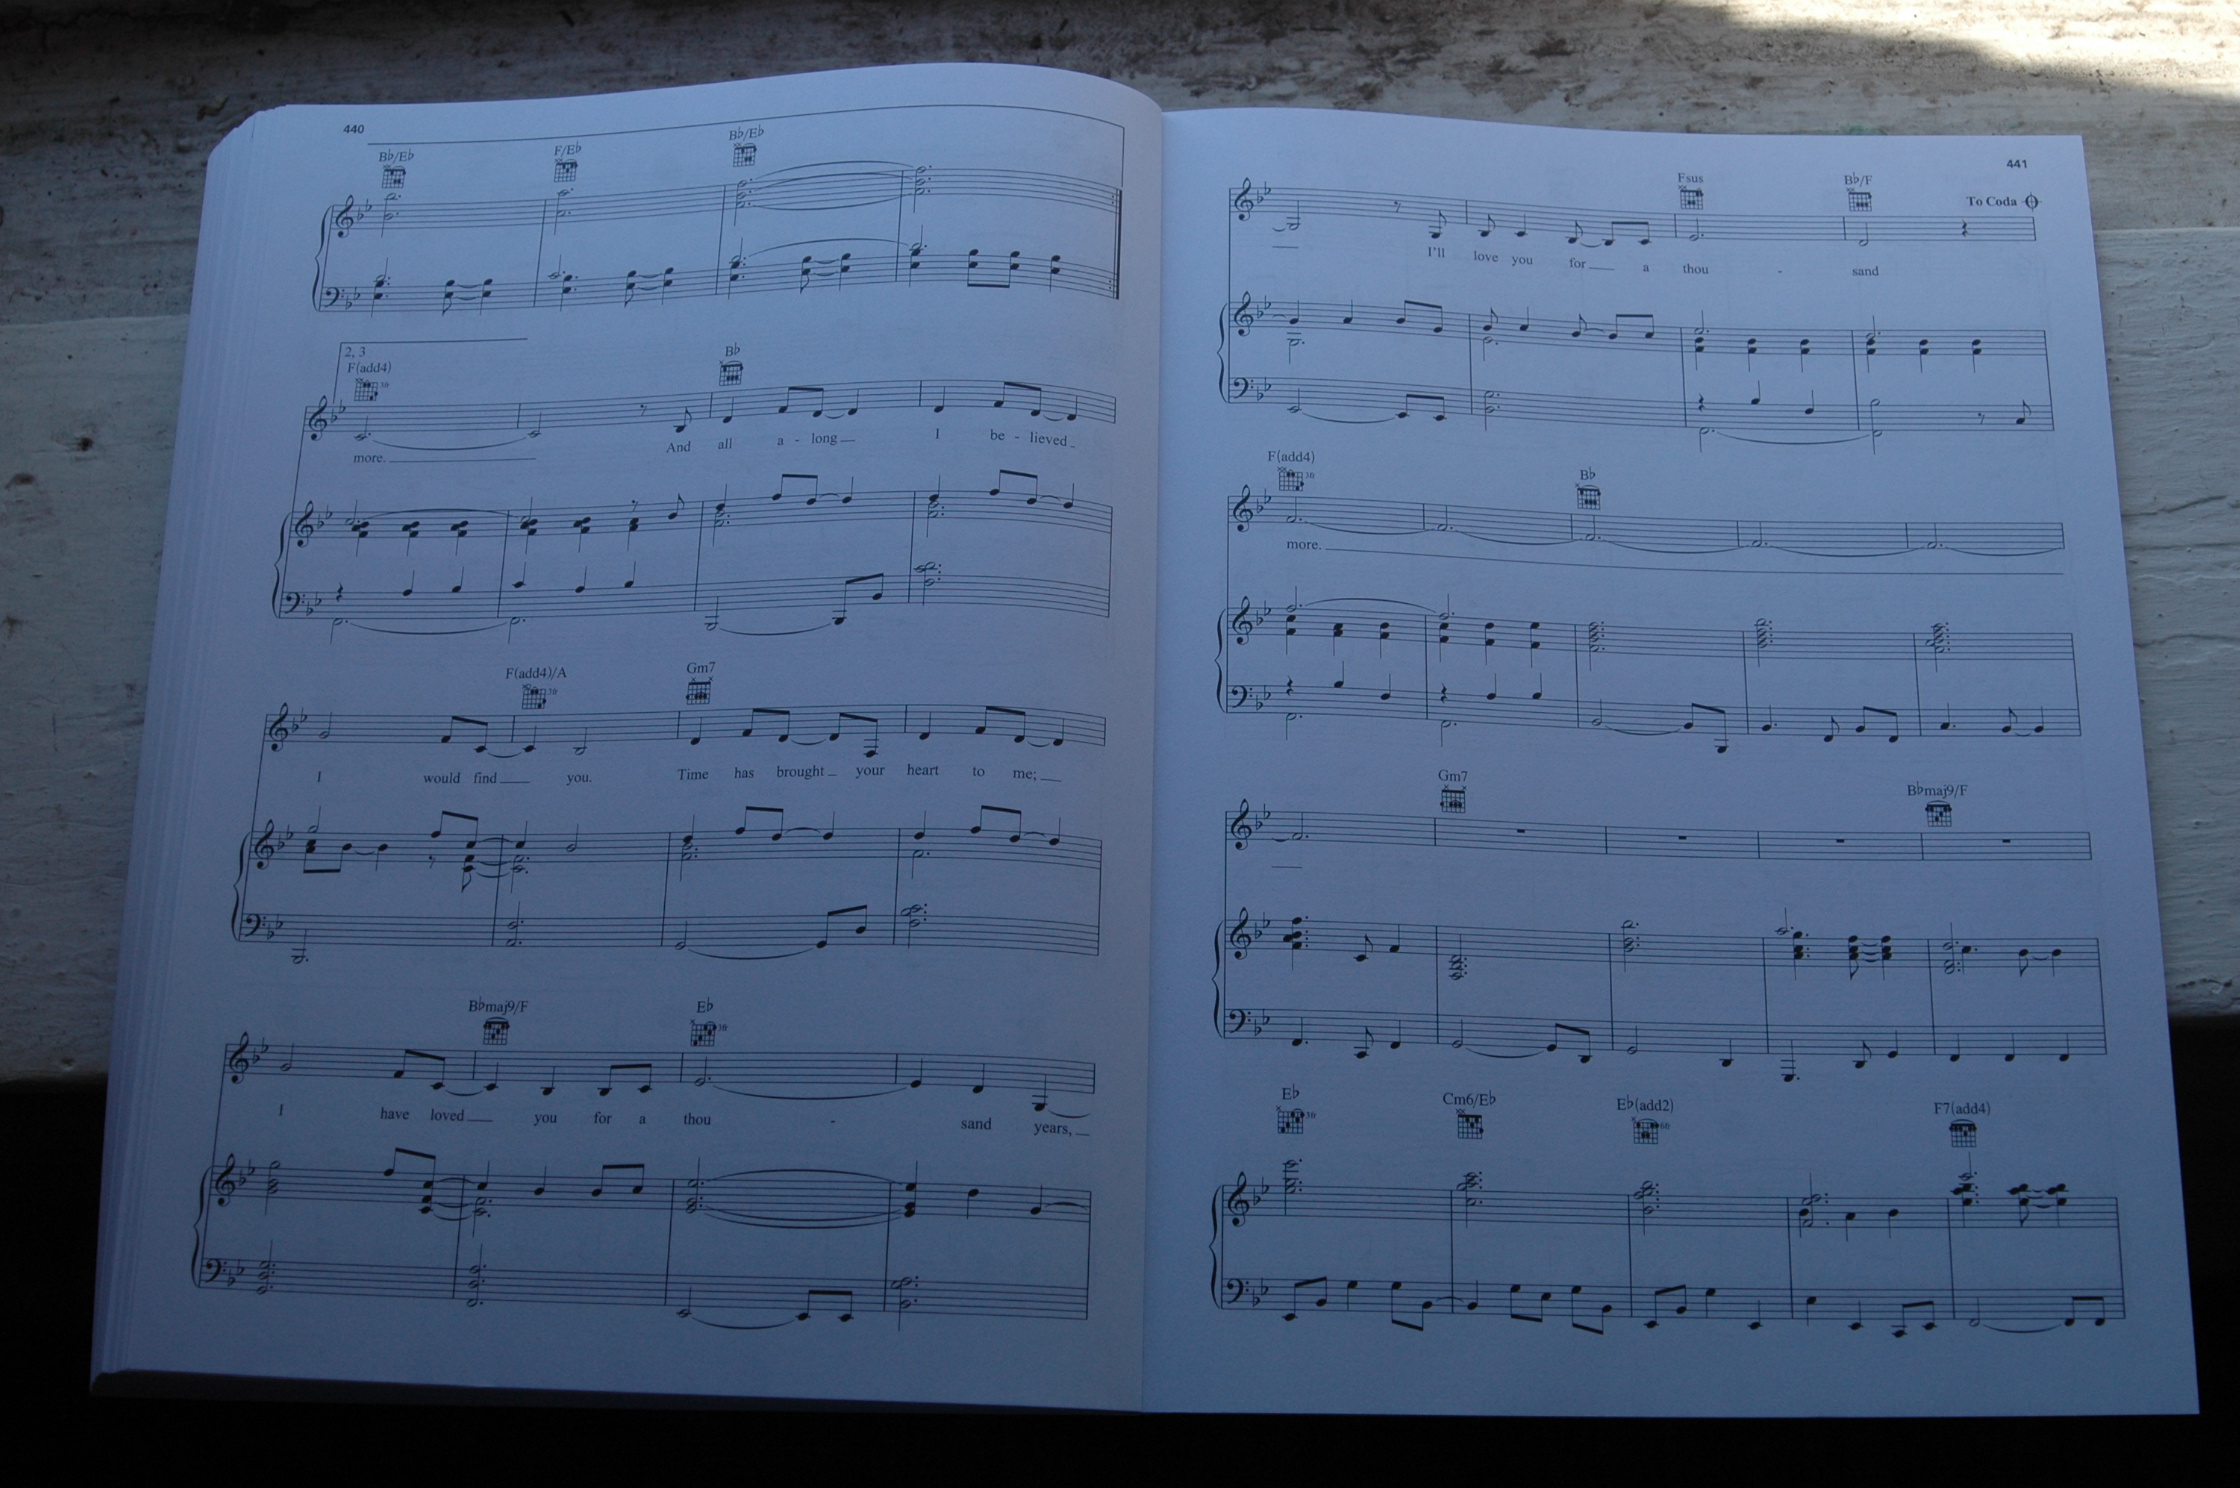 440
B♭/E♭ F/E♭ B♭/E♭
2, 3
F(add4) B♭
more. And all a - long I be - lieved
F(add4)/A Gm7
I would find you. Time has brought your heart to me;
B♭maj9/F E♭
I have loved you for a thou - sand years,
441
Fsus B♭/F
To Coda
I'll love you for a thou - sand
F(add4) B♭
more.
Gm7 B♭maj9/F
E♭ Cm6/E♭ E♭(add2) F7(add4)